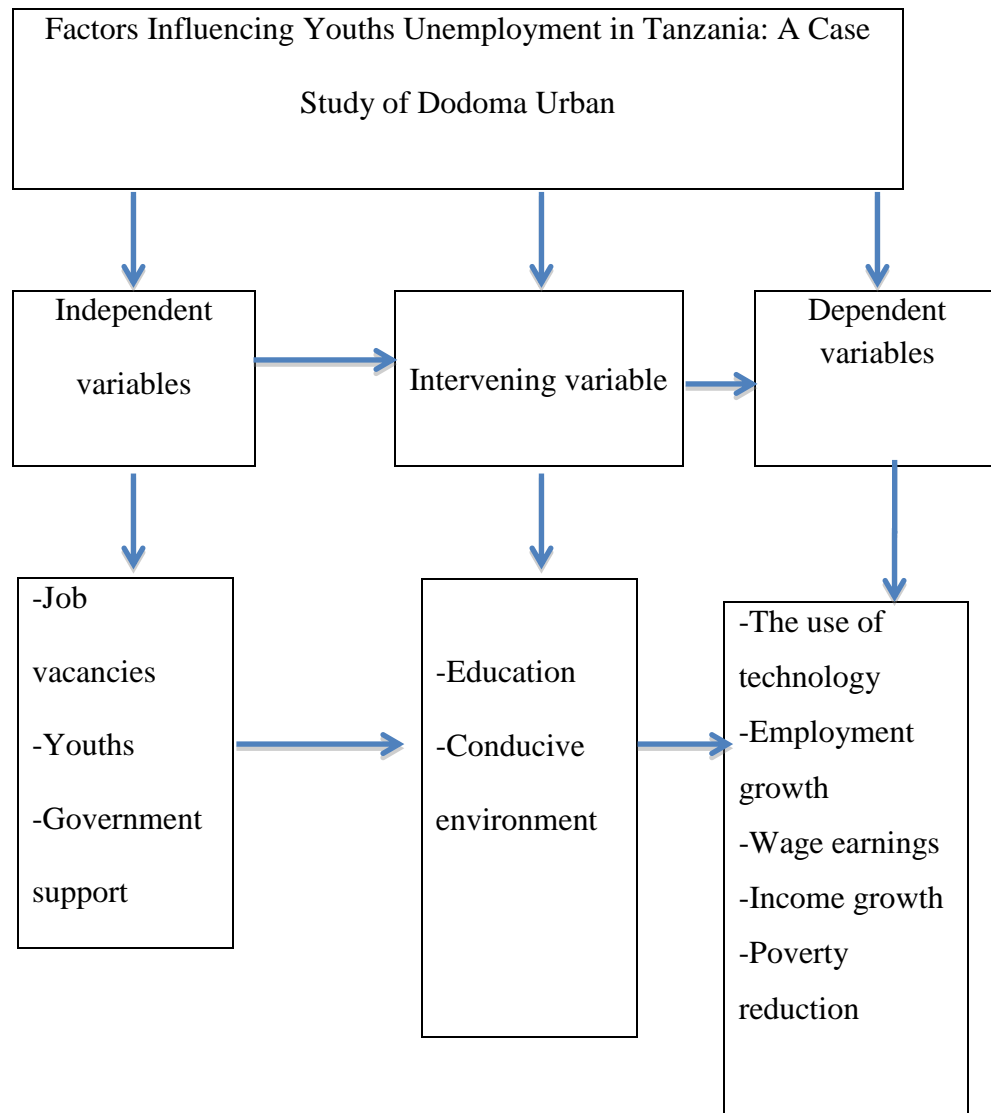 Factors Influencing Youths Unemployment in Tanzania: A Case
Study of Dodoma Urban
Independent
variables
Intervening variable
Dependent
variables
-Job
vacancies
-Youths
-Government
support
-Education
-Conducive
environment
-The use of
technology
-Employment
growth
-Wage earnings
-Income growth
-Poverty
reduction